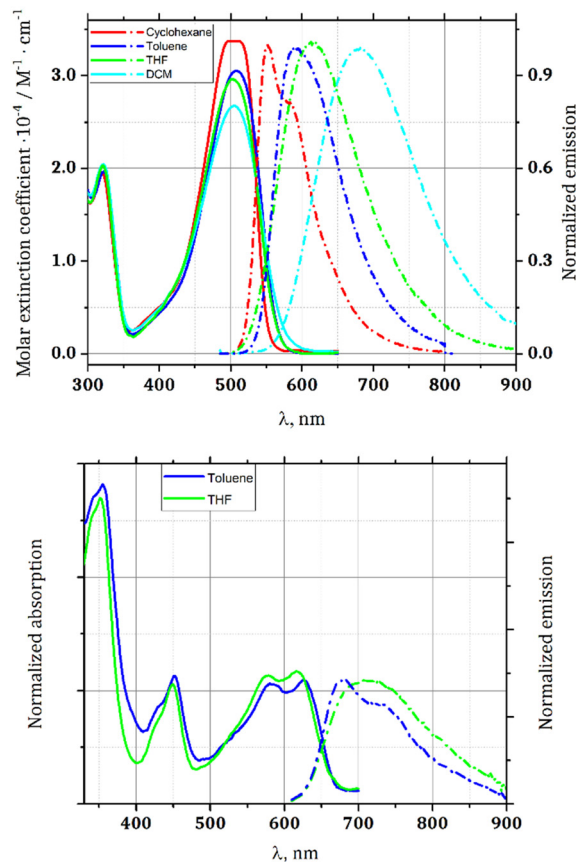 Cyclohexane
Toluene
THF
DCM
Molar extinction coefficient · 10⁻⁴ / M⁻¹ · cm⁻¹
3.0
2.0
1.0
0.0
Normalized emission
0.9
0.6
0.3
0.0
300 400 500 600 700 800 900
λ, nm
Toluene
THF
Normalized absorption
Normalized emission
400 500 600 700 800 900
λ, nm